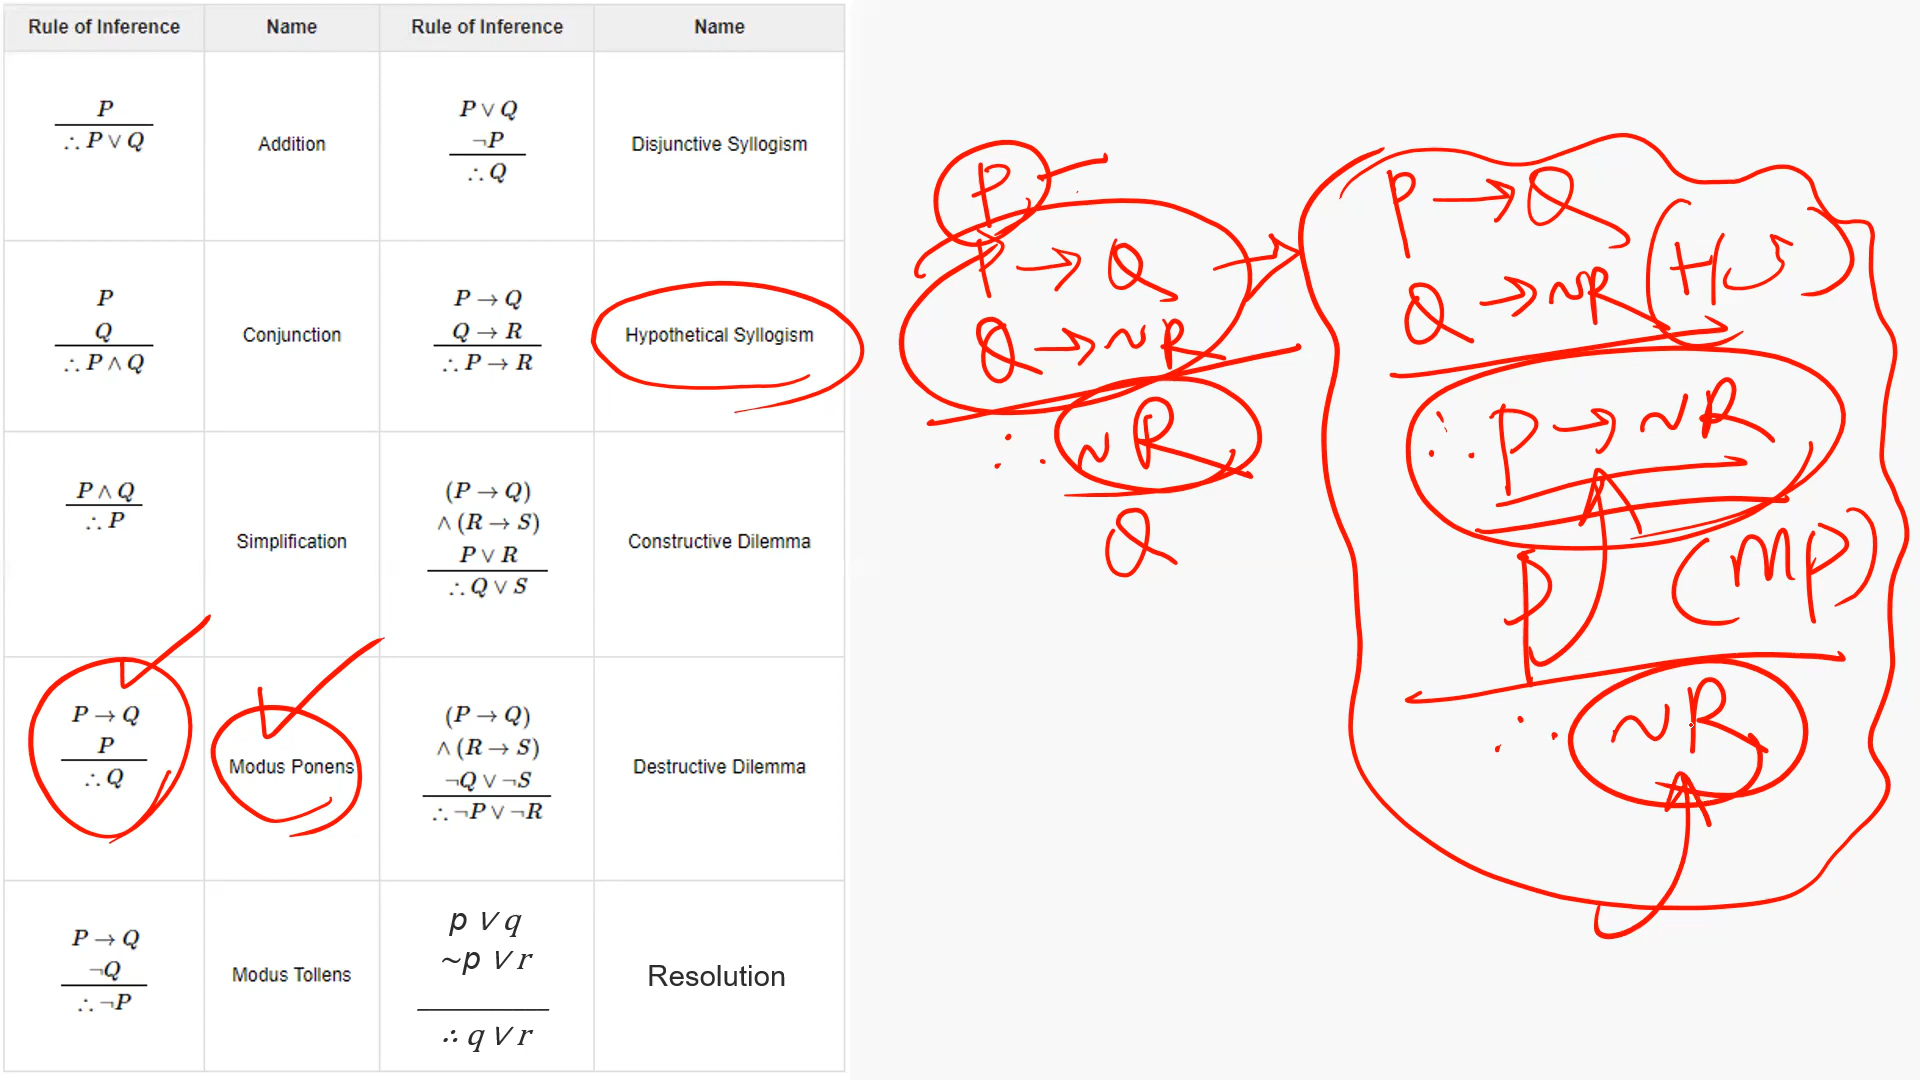 Rule of Inference Name Rule of Inference Name
P
∴ P ∨ Q
Addition
P ∨ Q
¬P
∴ Q
Disjunctive Syllogism
P
Q
∴ P ∧ Q
Conjunction
P → Q
Q → R
∴ P → R
Hypothetical Syllogism
P ∧ Q
∴ P
Simplification
(P → Q)
∧ (R → S)
P ∨ R
∴ Q ∨ S
Constructive Dilemma
P → Q
P
∴ Q
Modus Ponens
(P → Q)
∧ (R → S)
¬Q ∨ ¬S
∴ ¬P ∨ ¬R
Destructive Dilemma
P → Q
¬Q
∴ ¬P
Modus Tollens
p ∨ q
~p ∨ r
∴ q ∨ r
Resolution
P
P → Q
Q → ~R
∴ ~R
Q
P → Q
Q → ~R (HS)
∴ P → ~R
P (MP)
∴ ~R